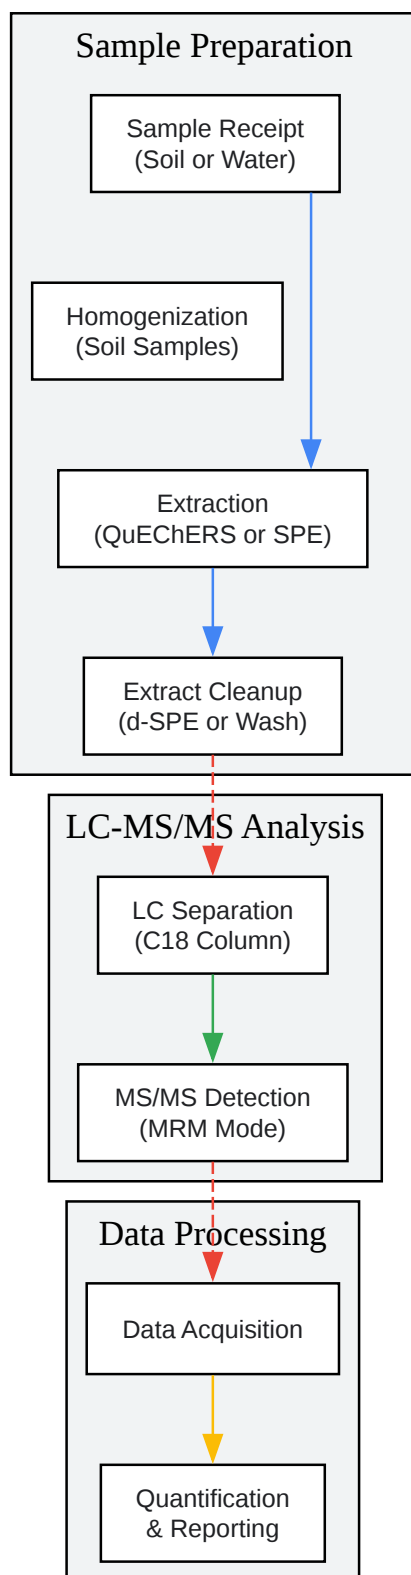 Sample Preparation
Sample Receipt
(Soil or Water)
Homogenization
(Soil Samples)
Extraction
(QuEChERS or SPE)
Extract Cleanup
(d-SPE or Wash)
LC-MS/MS Analysis
LC Separation
(C18 Column)
MS/MS Detection
(MRM Mode)
Data Processing
Data Acquisition
Quantification
& Reporting